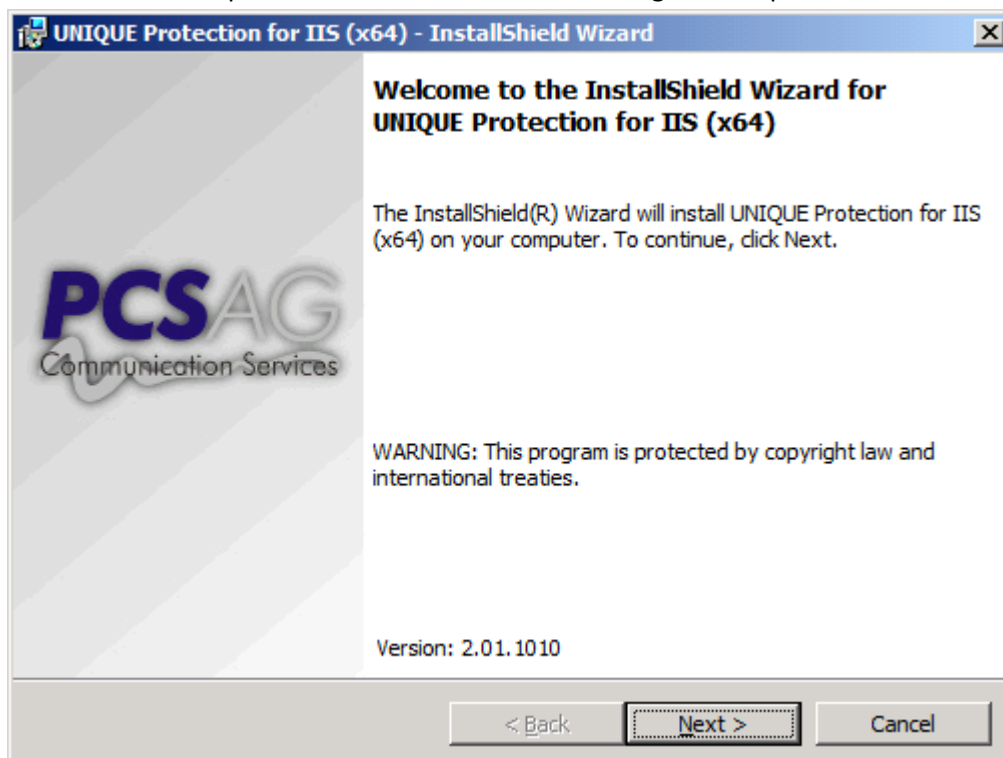 UNIQUE Protection for IIS (x64) - InstallShield Wizard
Welcome to the InstallShield Wizard for
UNIQUE Protection for IIS (x64)
The InstallShield(R) Wizard will install UNIQUE Protection for IIS
(x64) on your computer. To continue, click Next.
PCSAG
Communication Services
WARNING: This program is protected by copyright law and
international treaties.
Version: 2.01.1010
< Back
Next >
Cancel